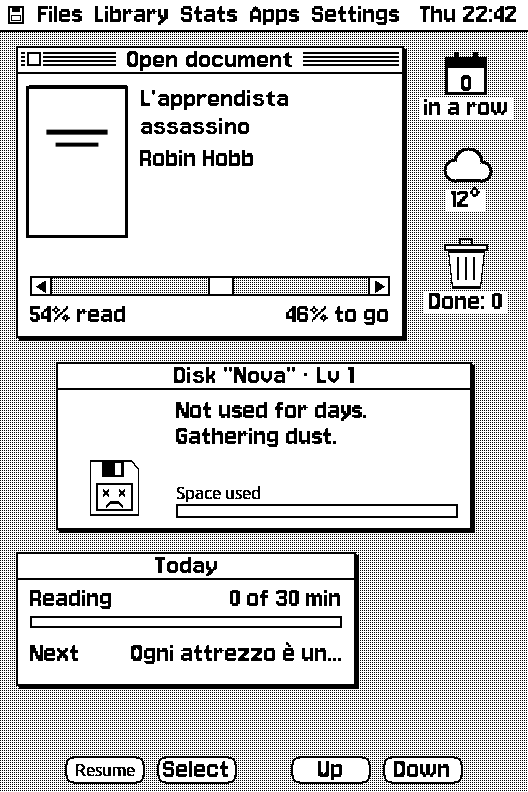 Files Library Stats Apps Settings Thu 22:42
Open document
L'apprendista
assassino
Robin Hobb
54% read 46% to go
0
in a row
12°
Done: 0
Disk "Nova" · Lv 1
Not used for days.
Gathering dust.
Space used
Today
Reading 0 of 30 min
Next Ogni attrezzo è un...
Resume Select Up Down